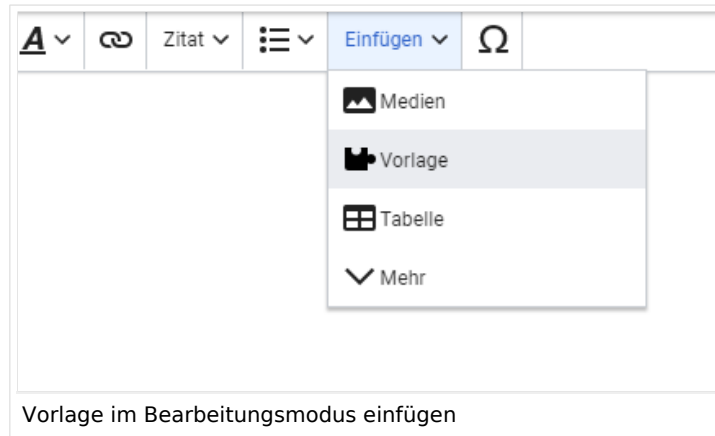 A Zitat Einfügen Ω
Medien
Vorlage
Tabelle
Mehr
Vorlage im Bearbeitungsmodus einfügen